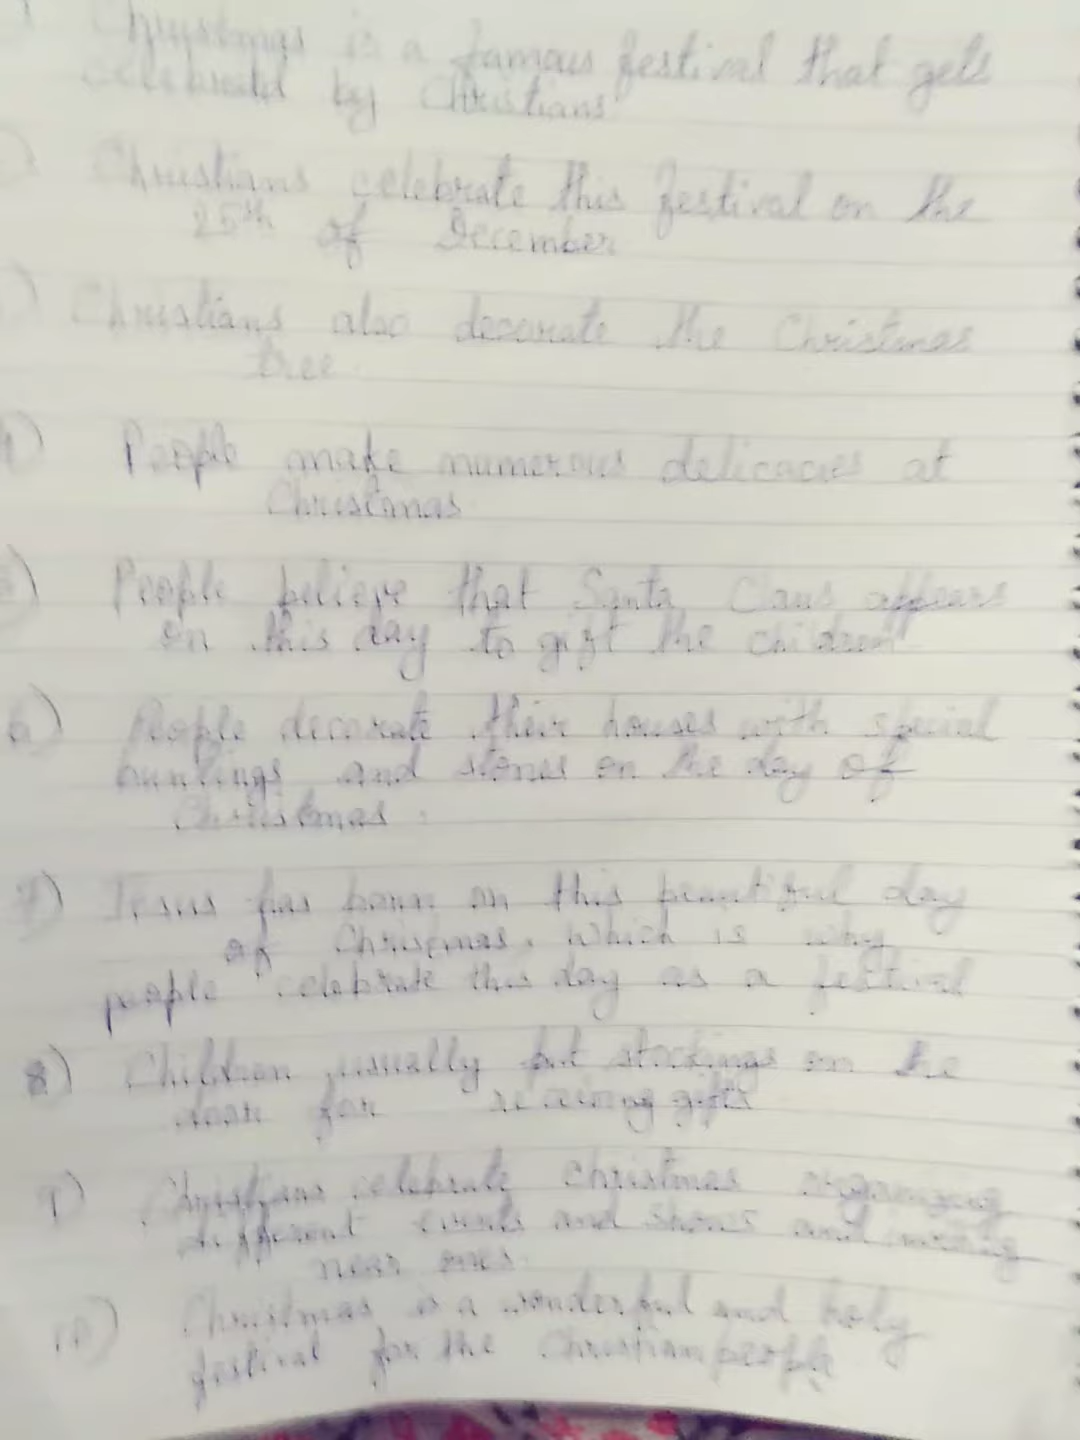 Christmas is a famous festival that gets
celebrated by Christians
Christians celebrate this festival on the
25th of December
Christians also decorate the Christmas
tree
4) People make numerous delicacies at
Christmas
5) People believe that Santa Claus appears
on this day to gift the children
6) People decorate their houses with special
buntings and stones on the day of
Christmas.
7) Jesus has born on this beautiful day
of Chrismas. Which is why
people celebrate this day as a festival
8) Children usually put stockings on the
door for receiving gifts
9) Christians celebrate christmas organizing
different events and shows and
near ones.
10) Christmas is a wonderful and holy
festival for the Christian people